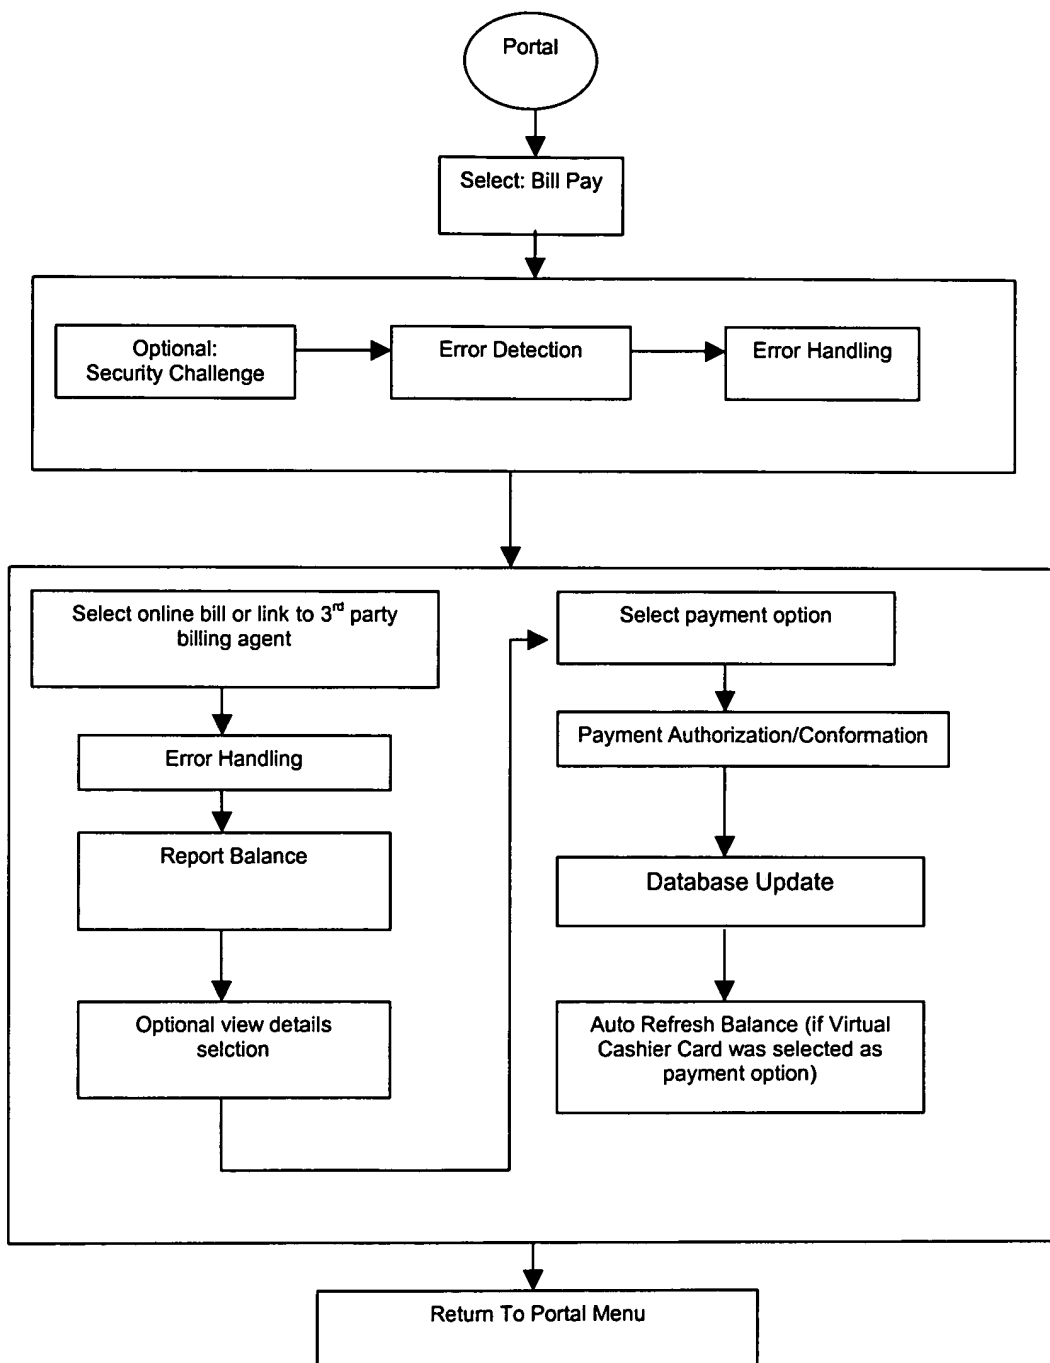 Portal
Select: Bill Pay
Optional:
Security Challenge
Error Detection
Error Handling
Select online bill or link to 3rd party
billing agent
Error Handling
Report Balance
Optional view details
selction
Select payment option
Payment Authorization/Conformation
Database Update
Auto Refresh Balance (if Virtual
Cashier Card was selected as
payment option)
Return To Portal Menu